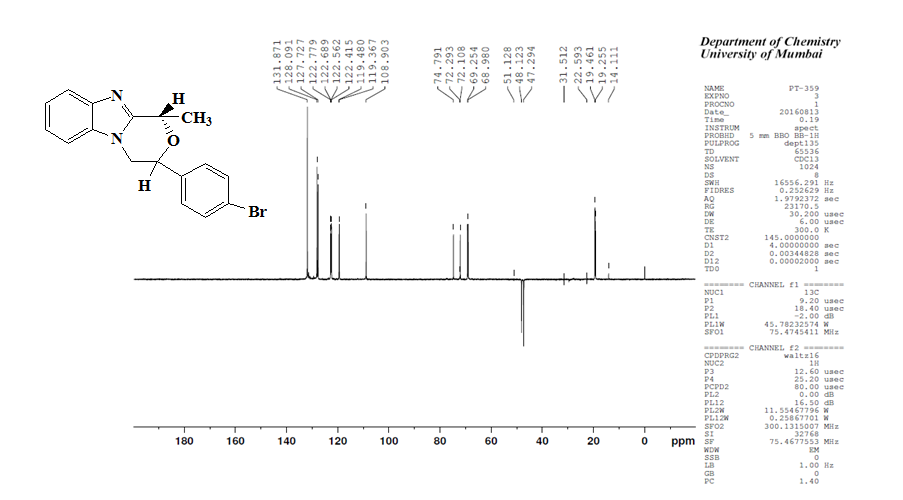 131.871
128.091
127.727
122.779
122.689
122.562
122.415
119.480
119.367
108.903
74.791
72.293
72.108
69.254
68.980
51.128
48.123
47.294
31.512
22.593
19.461
19.255
14.111
Department of Chemistry
University of Mumbai
N
H
CH3
O
N
H
Br
NAME PT-359
EXPNO 3
PROCNO 1
Date_ 20160813
Time 0.19
INSTRUM spect
PROBHD 5 mm BBO BB-1H
PULPROG dept135
TD 65536
SOLVENT CDCl3
NS 1024
DS 8
SWH 16556.291 Hz
FIDRES 0.252629 Hz
AQ 1.9792372 sec
RG 23170.5
DW 30.200 usec
DE 6.00 usec
TE 300.0 K
CNST2 145.0000000
D1 4.00000000 sec
D2 0.00344828 sec
D12 0.00002000 sec
TD0 1
======== CHANNEL f1 ========
NUC1 13C
P1 9.20 usec
P2 18.40 usec
PL1 -2.00 dB
PL1W 45.78232574 W
SFO1 75.4745411 MHz
======== CHANNEL f2 ========
CPDPRG2 waltz16
NUC2 1H
P3 12.60 usec
P4 25.20 usec
PCPD2 80.00 usec
PL2 0.00 dB
PL12 16.50 dB
PL2W 11.55467796 W
PL12W 0.25867701 W
SFO2 300.1315007 MHz
SI 32768
SF 75.4677553 MHz
WDW EM
SSB 0
LB 1.00 Hz
GB 0
PC 1.40
180 160 140 120 100 80 60 40 20 0 ppm